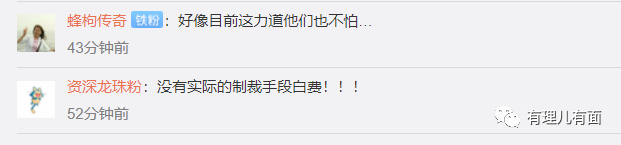 蜂枸传奇 铁粉：好像目前这力道他们也不怕...
43分钟前
资深龙珠粉：没有实际的制裁手段白费！！！
52分钟前
有理儿有面